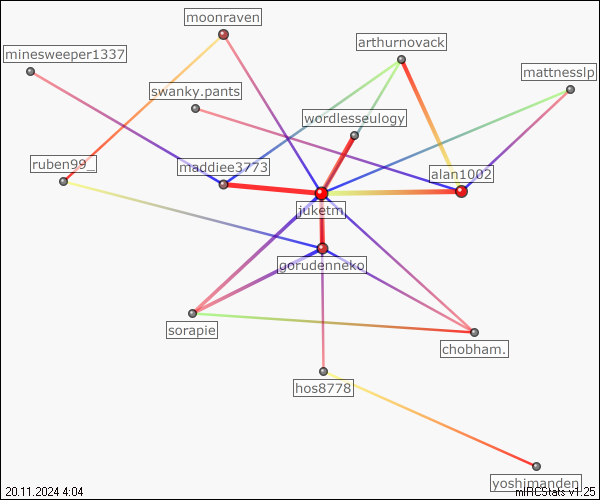 moonraven
arthurnovack
minesweeper1337
mattnesslp
swanky.pants
wordlesseulogy
ruben99_
maddiee3773
alan1002
juketm
gorudenneko
sorapie
chobham.
hos8778
yoshimanden
20.11.2024 4:04
mIRCStats v1.25